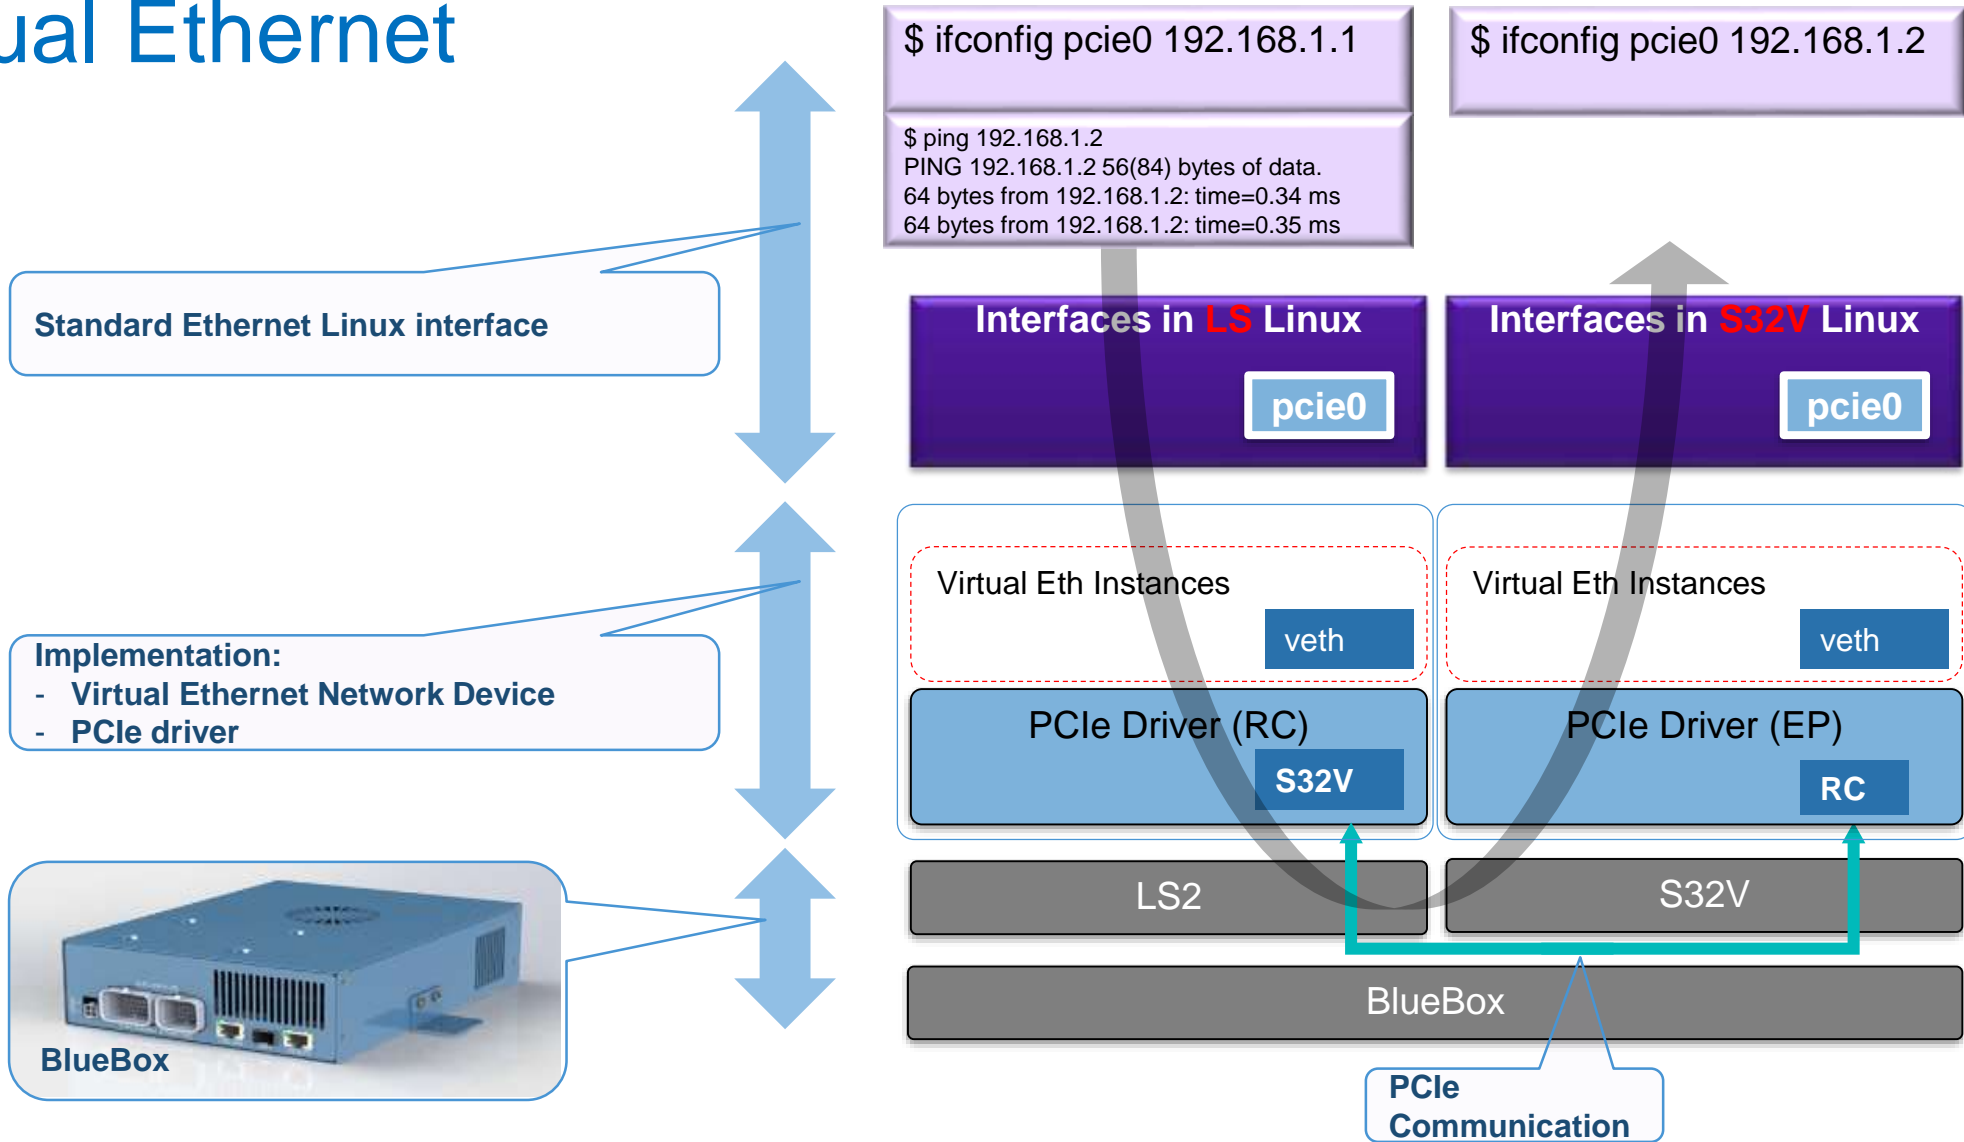 ual Ethernet
$ ifconfig pcie0 192.168.1.1
$ ifconfig pcie0 192.168.1.2
$ ping 192.168.1.2
PING 192.168.1.2 56(84) bytes of data.
64 bytes from 192.168.1.2: time=0.34 ms
64 bytes from 192.168.1.2: time=0.35 ms
Standard Ethernet Linux interface
Interfaces in LS Linux
pcie0
Interfaces in S32V Linux
pcie0
Implementation:
- Virtual Ethernet Network Device
- PCIe driver
Virtual Eth Instances
veth
Virtual Eth Instances
veth
PCIe Driver (RC)
S32V
PCIe Driver (EP)
RC
LS2
S32V
BlueBox
BlueBox
PCIe
Communication